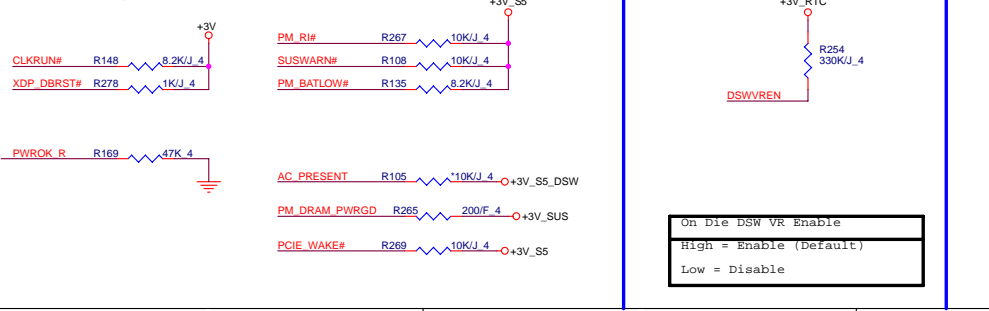 +3V_S5
+3V_RTC
+3V
PM_RI# R267 10K/J_4
R254
330K/J_4
CLKRUN# R148 8.2K/J_4
SUSWARN# R108 10K/J_4
XDP_DBRST# R278 1K/J_4
PM_BATLOW# R135 8.2K/J_4
DSWVREN
PWROK_R R169 47K_4
AC_PRESENT R105 *10K/J_4 +3V_S5_DSW
PM_DRAM_PWRGD R265 200/F_4 +3V_SUS
PCIE_WAKE# R269 10K/J_4 +3V_S5
On Die DSW VR Enable
High = Enable (Default)
Low = Disable